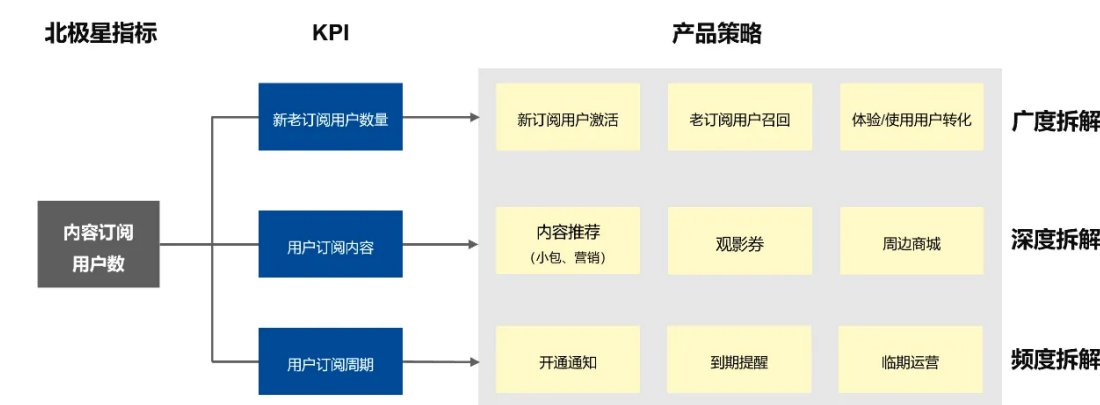 北极星指标
KPI
产品策略
新老订阅用户数量
新订阅用户激活
老订阅用户召回
体验/使用用户转化
广度拆解
内容订阅
用户数
用户订阅内容
内容推荐
(小包、营销)
观影券
周边商城
深度拆解
用户订阅周期
开通通知
到期提醒
临期运营
频度拆解